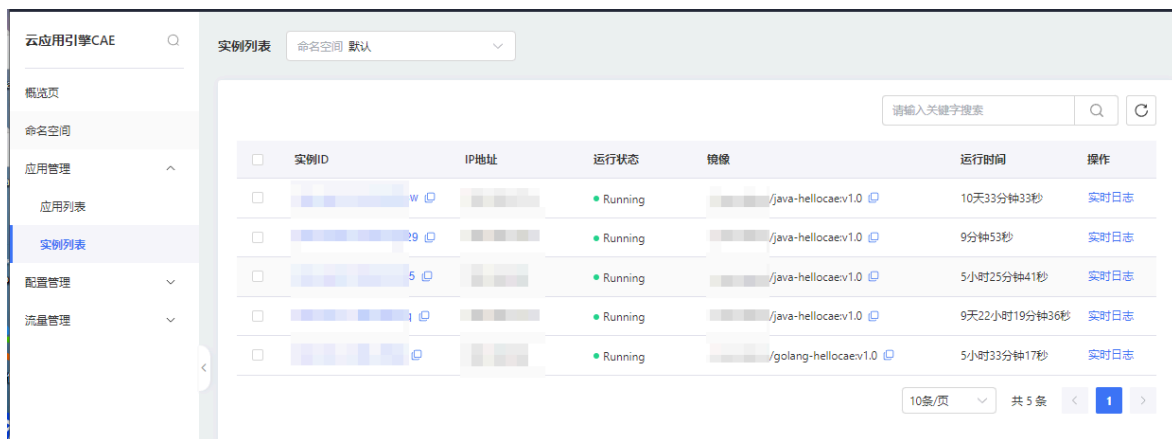 云应用引擎CAE
概览页
命名空间
应用管理
应用列表
实例列表
配置管理
流量管理
实例列表 命名空间 默认
请输入关键字搜索
实例ID IP地址 运行状态 镜像 运行时间 操作
w Running /java-hellocae:v1.0 10天33分钟33秒 实时日志
29 Running /java-hellocae:v1.0 9分钟53秒 实时日志
5 Running /java-hellocae:v1.0 5小时25分钟41秒 实时日志
Running /java-hellocae:v1.0 9天22小时19分钟36秒 实时日志
Running /golang-hellocae:v1.0 5小时33分钟17秒 实时日志
10条/页 共 5 条 < 1 >